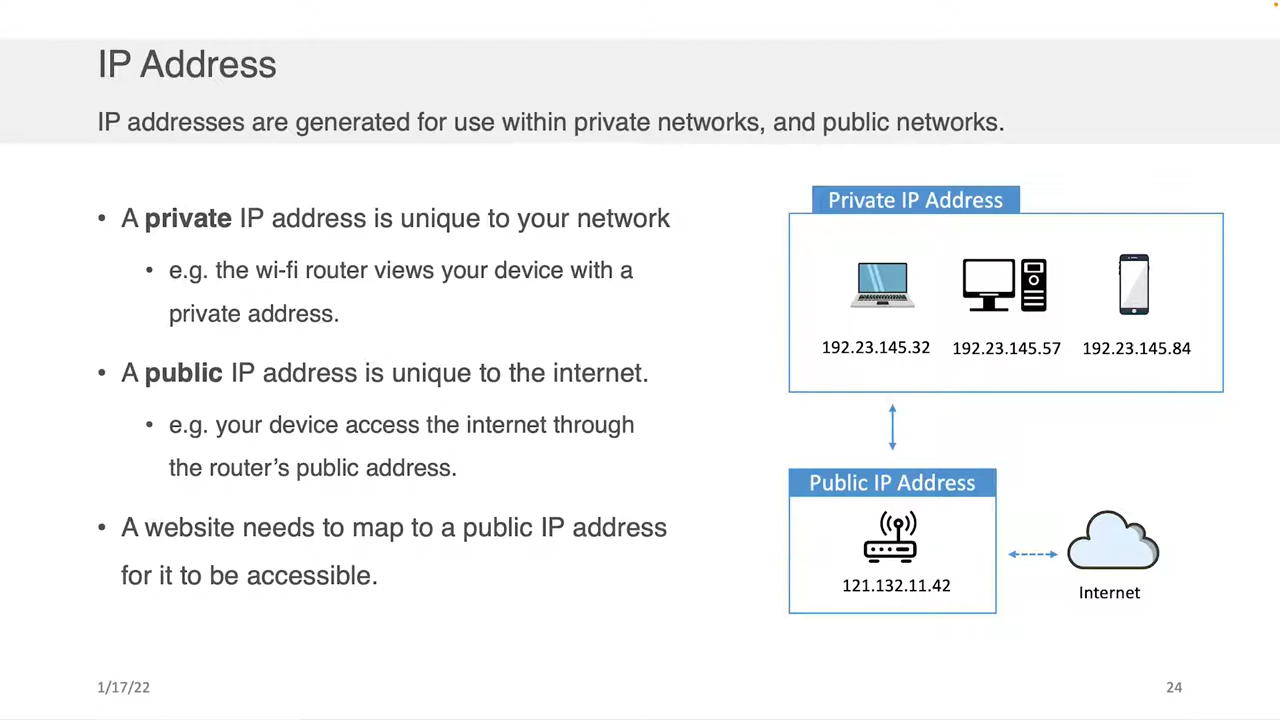 IP Address
IP addresses are generated for use within private networks, and public networks.
• A private IP address is unique to your network
• e.g. the wi-fi router views your device with a
private address.
• A public IP address is unique to the internet.
• e.g. your device access the internet through
the router’s public address.
• A website needs to map to a public IP address
for it to be accessible.
Private IP Address
192.23.145.32 192.23.145.57 192.23.145.84
Public IP Address
121.132.11.42
Internet
1/17/22
24